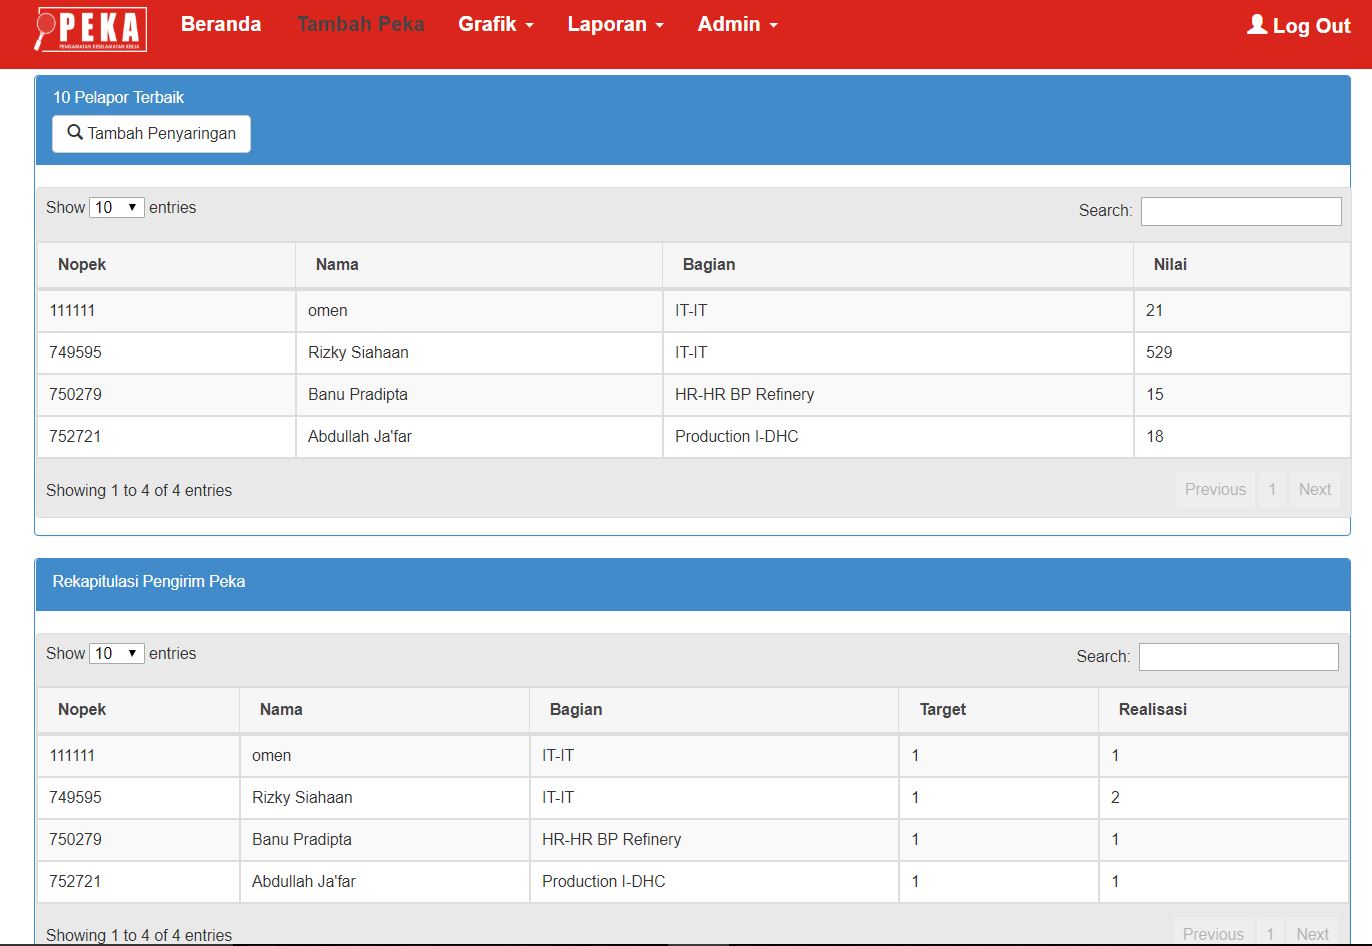 PEKA
PENGAMATAN KESELAMATAN KERJA
Beranda Tambah Peka Grafik Laporan Admin Log Out
10 Pelapor Terbaik
Tambah Penyaringan
Show 10 entries Search:
Nopek Nama Bagian Nilai
111111 omen IT-IT 21
749595 Rizky Siahaan IT-IT 529
750279 Banu Pradipta HR-HR BP Refinery 15
752721 Abdullah Ja'far Production I-DHC 18
Showing 1 to 4 of 4 entries Previous 1 Next
Rekapitulasi Pengirim Peka
Show 10 entries Search:
Nopek Nama Bagian Target Realisasi
111111 omen IT-IT 1 1
749595 Rizky Siahaan IT-IT 1 2
750279 Banu Pradipta HR-HR BP Refinery 1 1
752721 Abdullah Ja'far Production I-DHC 1 1
Showing 1 to 4 of 4 entries Previous 1 Next